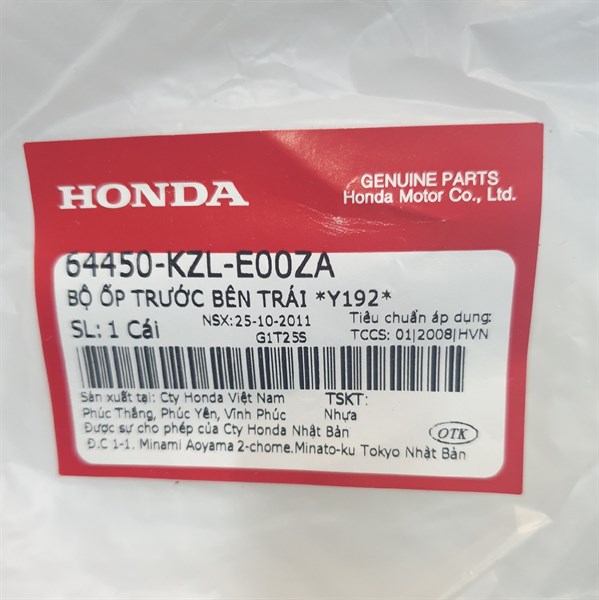 HONDA
GENUINE PARTS
Honda Motor Co., Ltd.
64450-KZL-E00ZA
BỘ ỐP TRƯỚC BÊN TRÁI *Y192*
SL: 1 Cái
NSX:25-10-2011
G1T25S
Tiêu chuẩn áp dụng:
TCCS: 01|2008|HVN
Sản xuất tại: Cty Honda Việt Nam
Phúc Thắng, Phúc Yên, Vĩnh Phúc
TSKT:
Nhựa
Được sự cho phép của Cty Honda Nhật Bản
OTK
Đ.C 1-1. Minami Aoyama 2-chome.Minato-ku Tokyo Nhật Bản